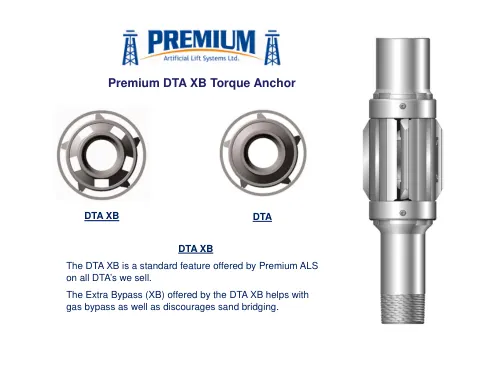 PREMIUM
Artificial Lift Systems Ltd.
Premium DTA XB Torque Anchor
DTA XB
DTA
DTA XB
The DTA XB is a standard feature offered by Premium ALS
on all DTA's we sell.
The Extra Bypass (XB) offered by the DTA XB helps with
gas bypass as well as discourages sand bridging.